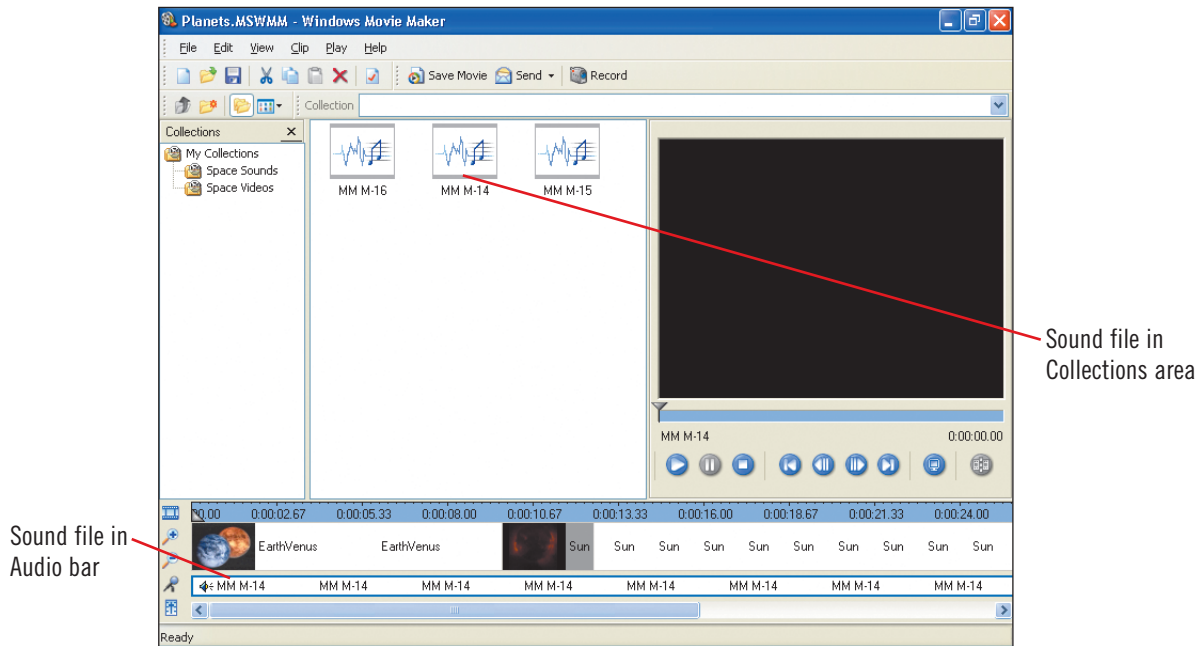 Planets.MSWMM - Windows Movie Maker
File Edit View Clip Play Help
Save Movie Send Record
Collection
Collections
My Collections
Space Sounds
Space Videos
MM M-16 MM M-14 MM M-15
Sound file in
Collections area
MM M-14 0:00:00.00
0:00:02.67 0:00:05.33 0:00:08.00 0:00:10.67 0:00:13.33 0:00:16.00 0:00:18.67 0:00:21.33 0:00:24.00
EarthVenus EarthVenus Sun Sun Sun Sun Sun Sun Sun Sun Sun Sun
Sound file in
Audio bar
MM M-14 MM M-14 MM M-14 MM M-14 MM M-14 MM M-14 MM M-14 MM M-14
Ready